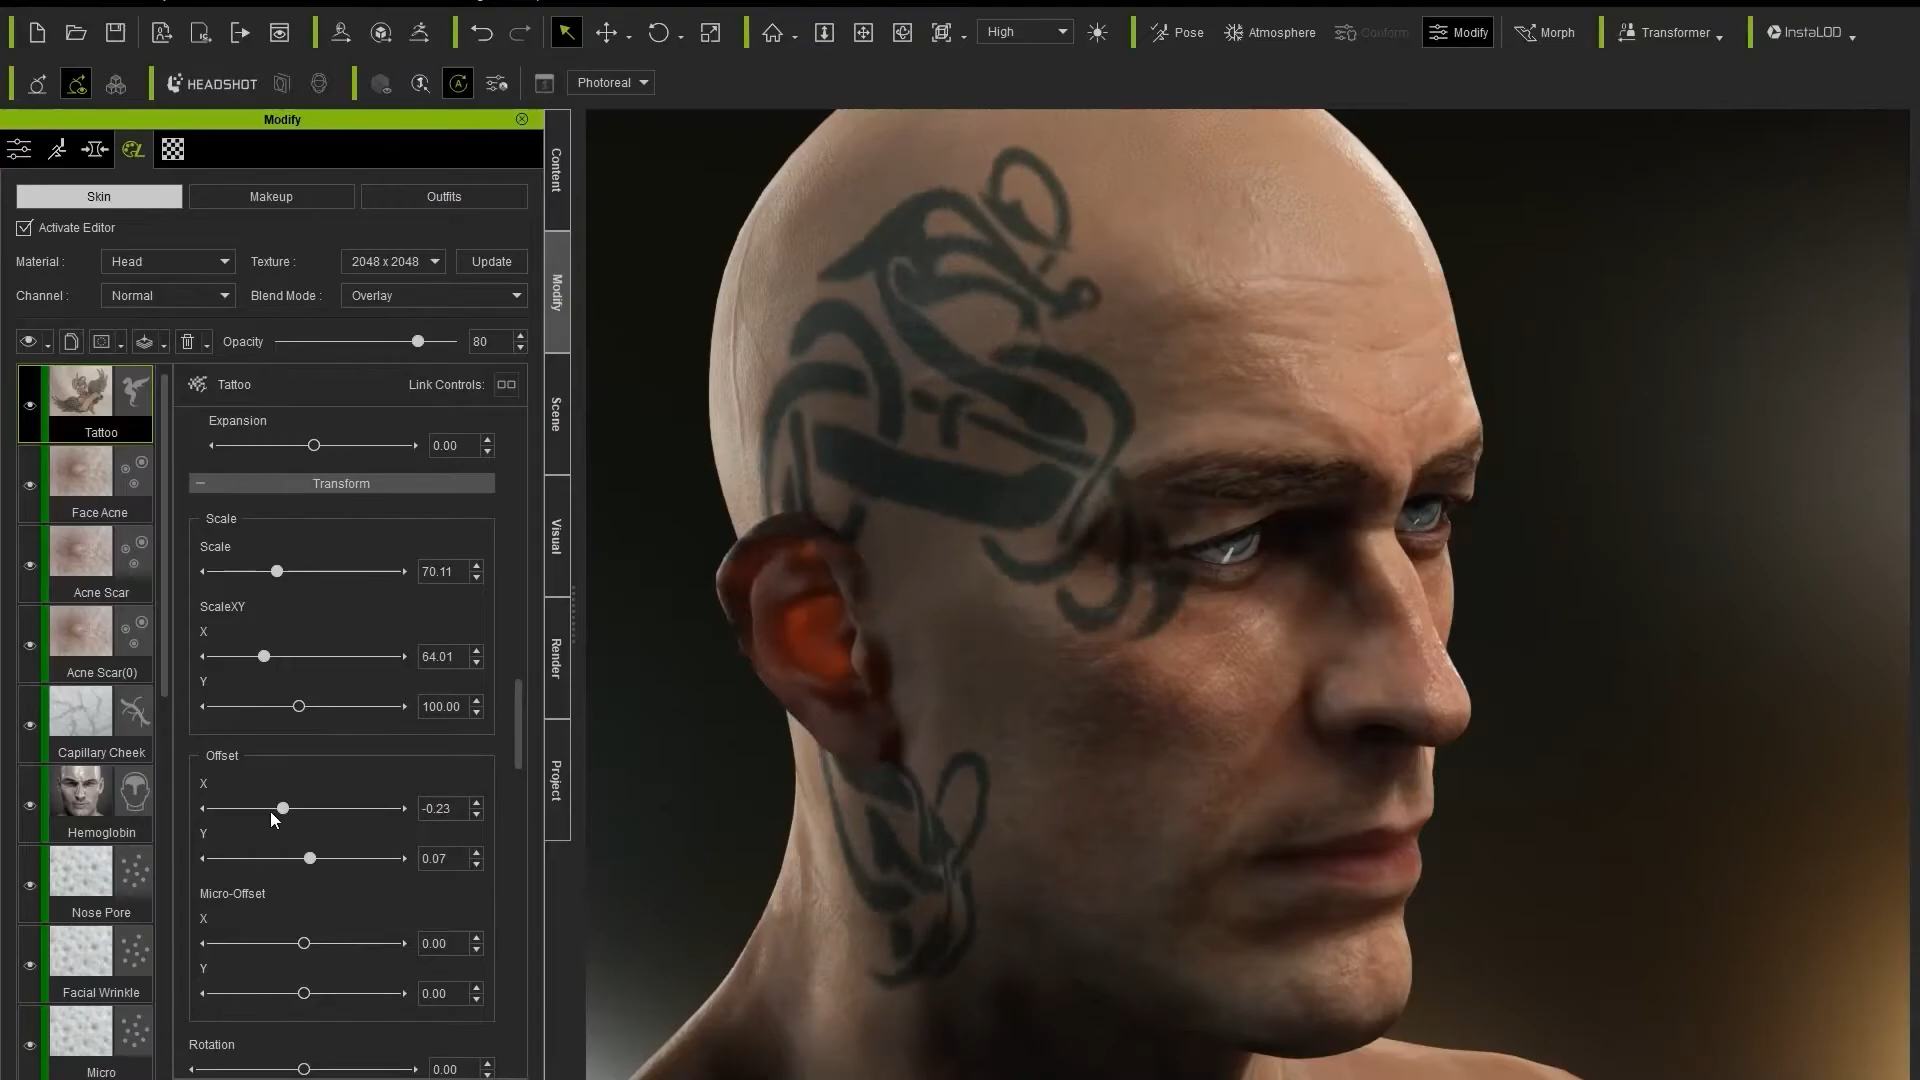 High
Pose
Atmosphere
Conform
Modify
Morph
Transformer
InstaLOD
HEADSHOT
Photoreal
Modify
Skin
Makeup
Outfits
Activate Editor
Material :
Head
Texture :
2048 x 2048
Update
Channel :
Normal
Blend Mode :
Overlay
Opacity
80
Tattoo
Link Controls:
Expansion
0.00
Transform
Scale
Scale
70.11
ScaleXY
X
64.01
Y
100.00
Offset
X
-0.23
Y
0.07
Micro-Offset
X
0.00
Y
0.00
Rotation
0.00
Tattoo
Face Acne
Acne Scar
Acne Scar(0)
Capillary Cheek
Hemoglobin
Nose Pore
Facial Wrinkle
Micro
Content
Modify
Scene
Visual
Render
Project